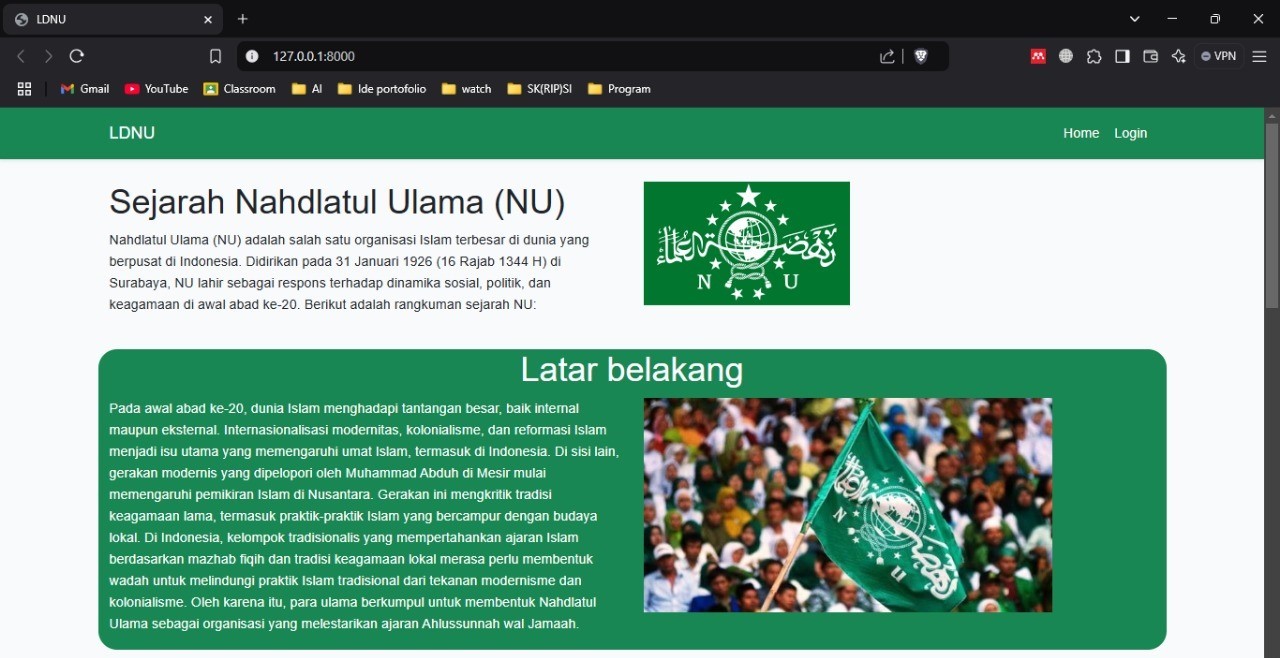 LDNU
127.0.0.1:8000
VPN
Gmail
YouTube
Classroom
AI
Ide portofolio
watch
SK(RIP)SI
Program
LDNU
Home
Login
Sejarah Nahdlatul Ulama (NU)
Nahdlatul Ulama (NU) adalah salah satu organisasi Islam terbesar di dunia yang
berpusat di Indonesia. Didirikan pada 31 Januari 1926 (16 Rajab 1344 H) di
Surabaya, NU lahir sebagai respons terhadap dinamika sosial, politik, dan
keagamaan di awal abad ke-20. Berikut adalah rangkuman sejarah NU:
نهضة العلماء
N U
Latar belakang
Pada awal abad ke-20, dunia Islam menghadapi tantangan besar, baik internal
maupun eksternal. Internasionalisasi modernitas, kolonialisme, dan reformasi Islam
menjadi isu utama yang memengaruhi umat Islam, termasuk di Indonesia. Di sisi lain,
gerakan modernis yang dipelopori oleh Muhammad Abduh di Mesir mulai
memengaruhi pemikiran Islam di Nusantara. Gerakan ini mengkritik tradisi
keagamaan lama, termasuk praktik-praktik Islam yang bercampur dengan budaya
lokal. Di Indonesia, kelompok tradisionalis yang mempertahankan ajaran Islam
berdasarkan mazhab fiqih dan tradisi keagamaan lokal merasa perlu membentuk
wadah untuk melindungi praktik Islam tradisional dari tekanan modernisme dan
kolonialisme. Oleh karena itu, para ulama berkumpul untuk membentuk Nahdlatul
Ulama sebagai organisasi yang melestarikan ajaran Ahlussunnah wal Jamaah.
نهضة العلماء
N U